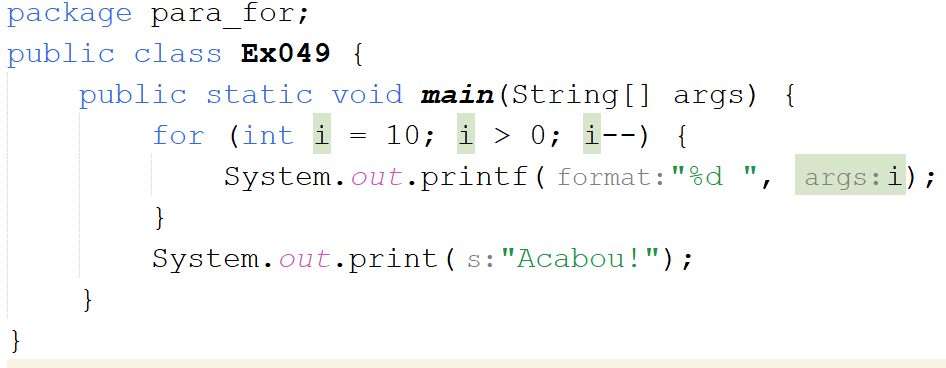 package para_for;
public class Ex049 {
public static void main(String[] args) {
for (int i = 10; i > 0; i--) {
System.out.printf( format: "%d ", args: i);
}
System.out.print( s: "Acabou!");
}
}